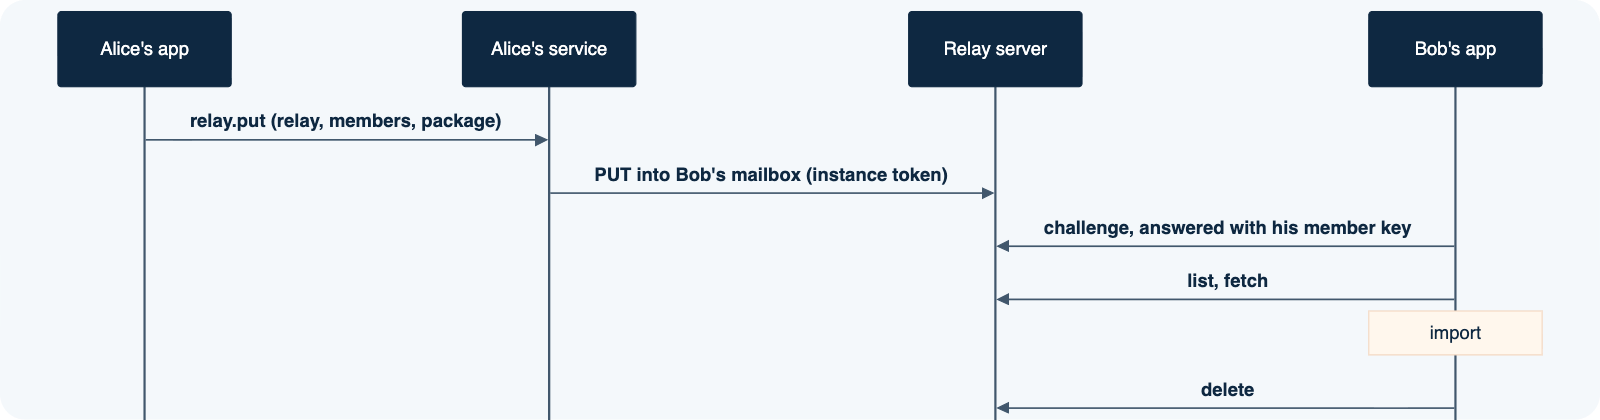 Alice's app
Alice's service
Relay server
Bob's app
relay.put (relay, members, package)
PUT into Bob's mailbox (instance token)
challenge, answered with his member key
list, fetch
import
delete